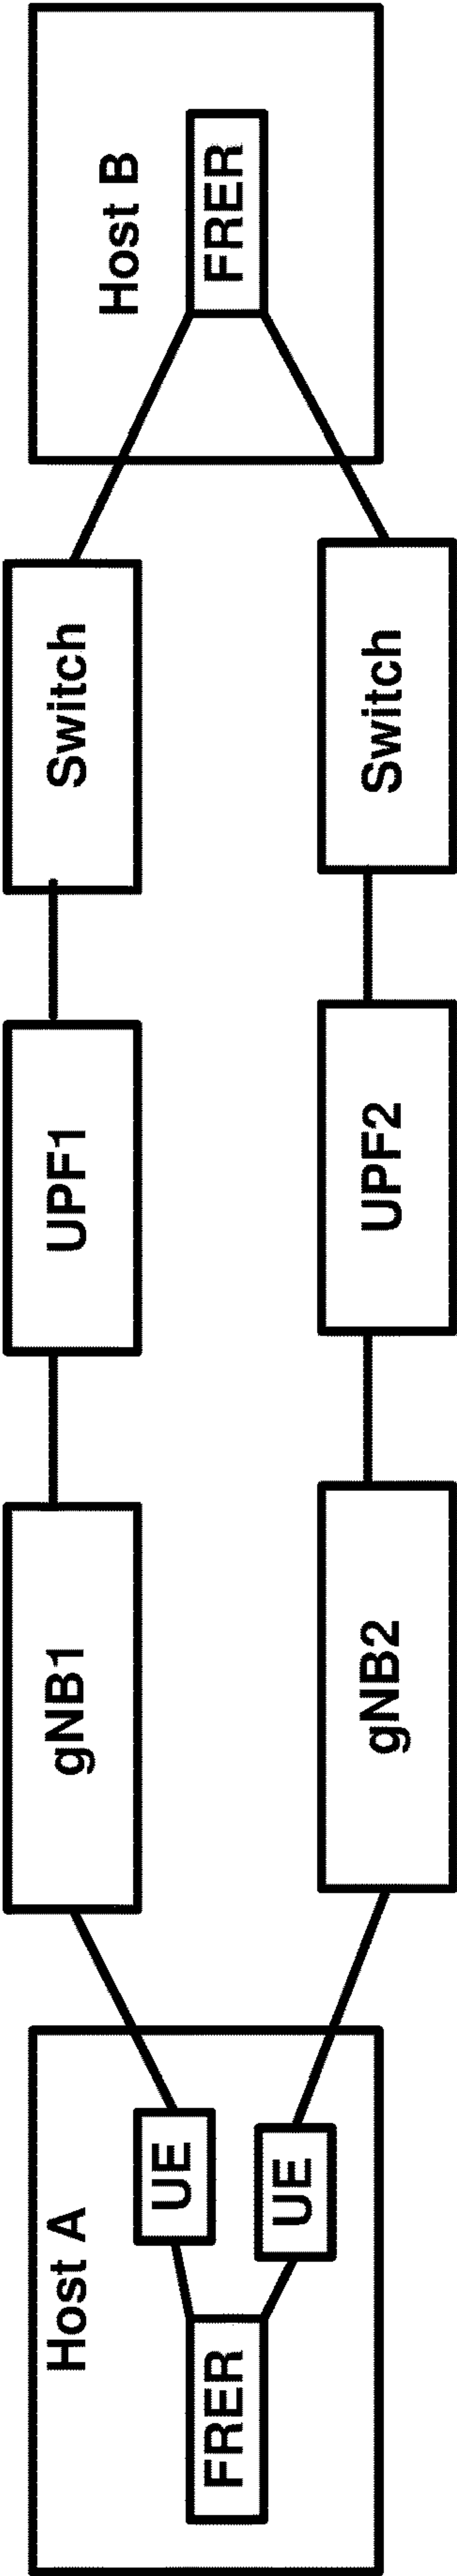 Host A
FRER
UE
UE
gNB1
gNB2
UPF1
UPF2
Switch
Switch
Host B
FRER